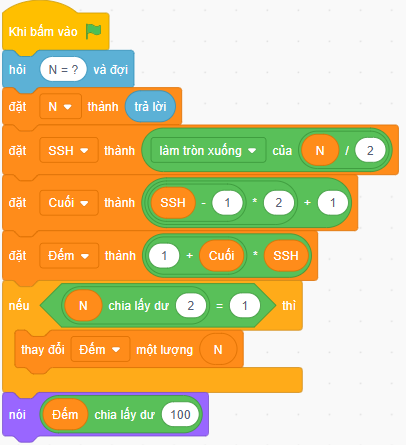 Khi bấm vào
hỏi N = ? và đợi
đặt N thành trả lời
đặt SSH thành làm tròn xuống của N / 2
đặt Cuối thành SSH - 1 * 2 + 1
đặt Đếm thành 1 + Cuối * SSH
nếu N chia lấy dư 2 = 1 thì
thay đổi Đếm một lượng N
nói Đếm chia lấy dư 100